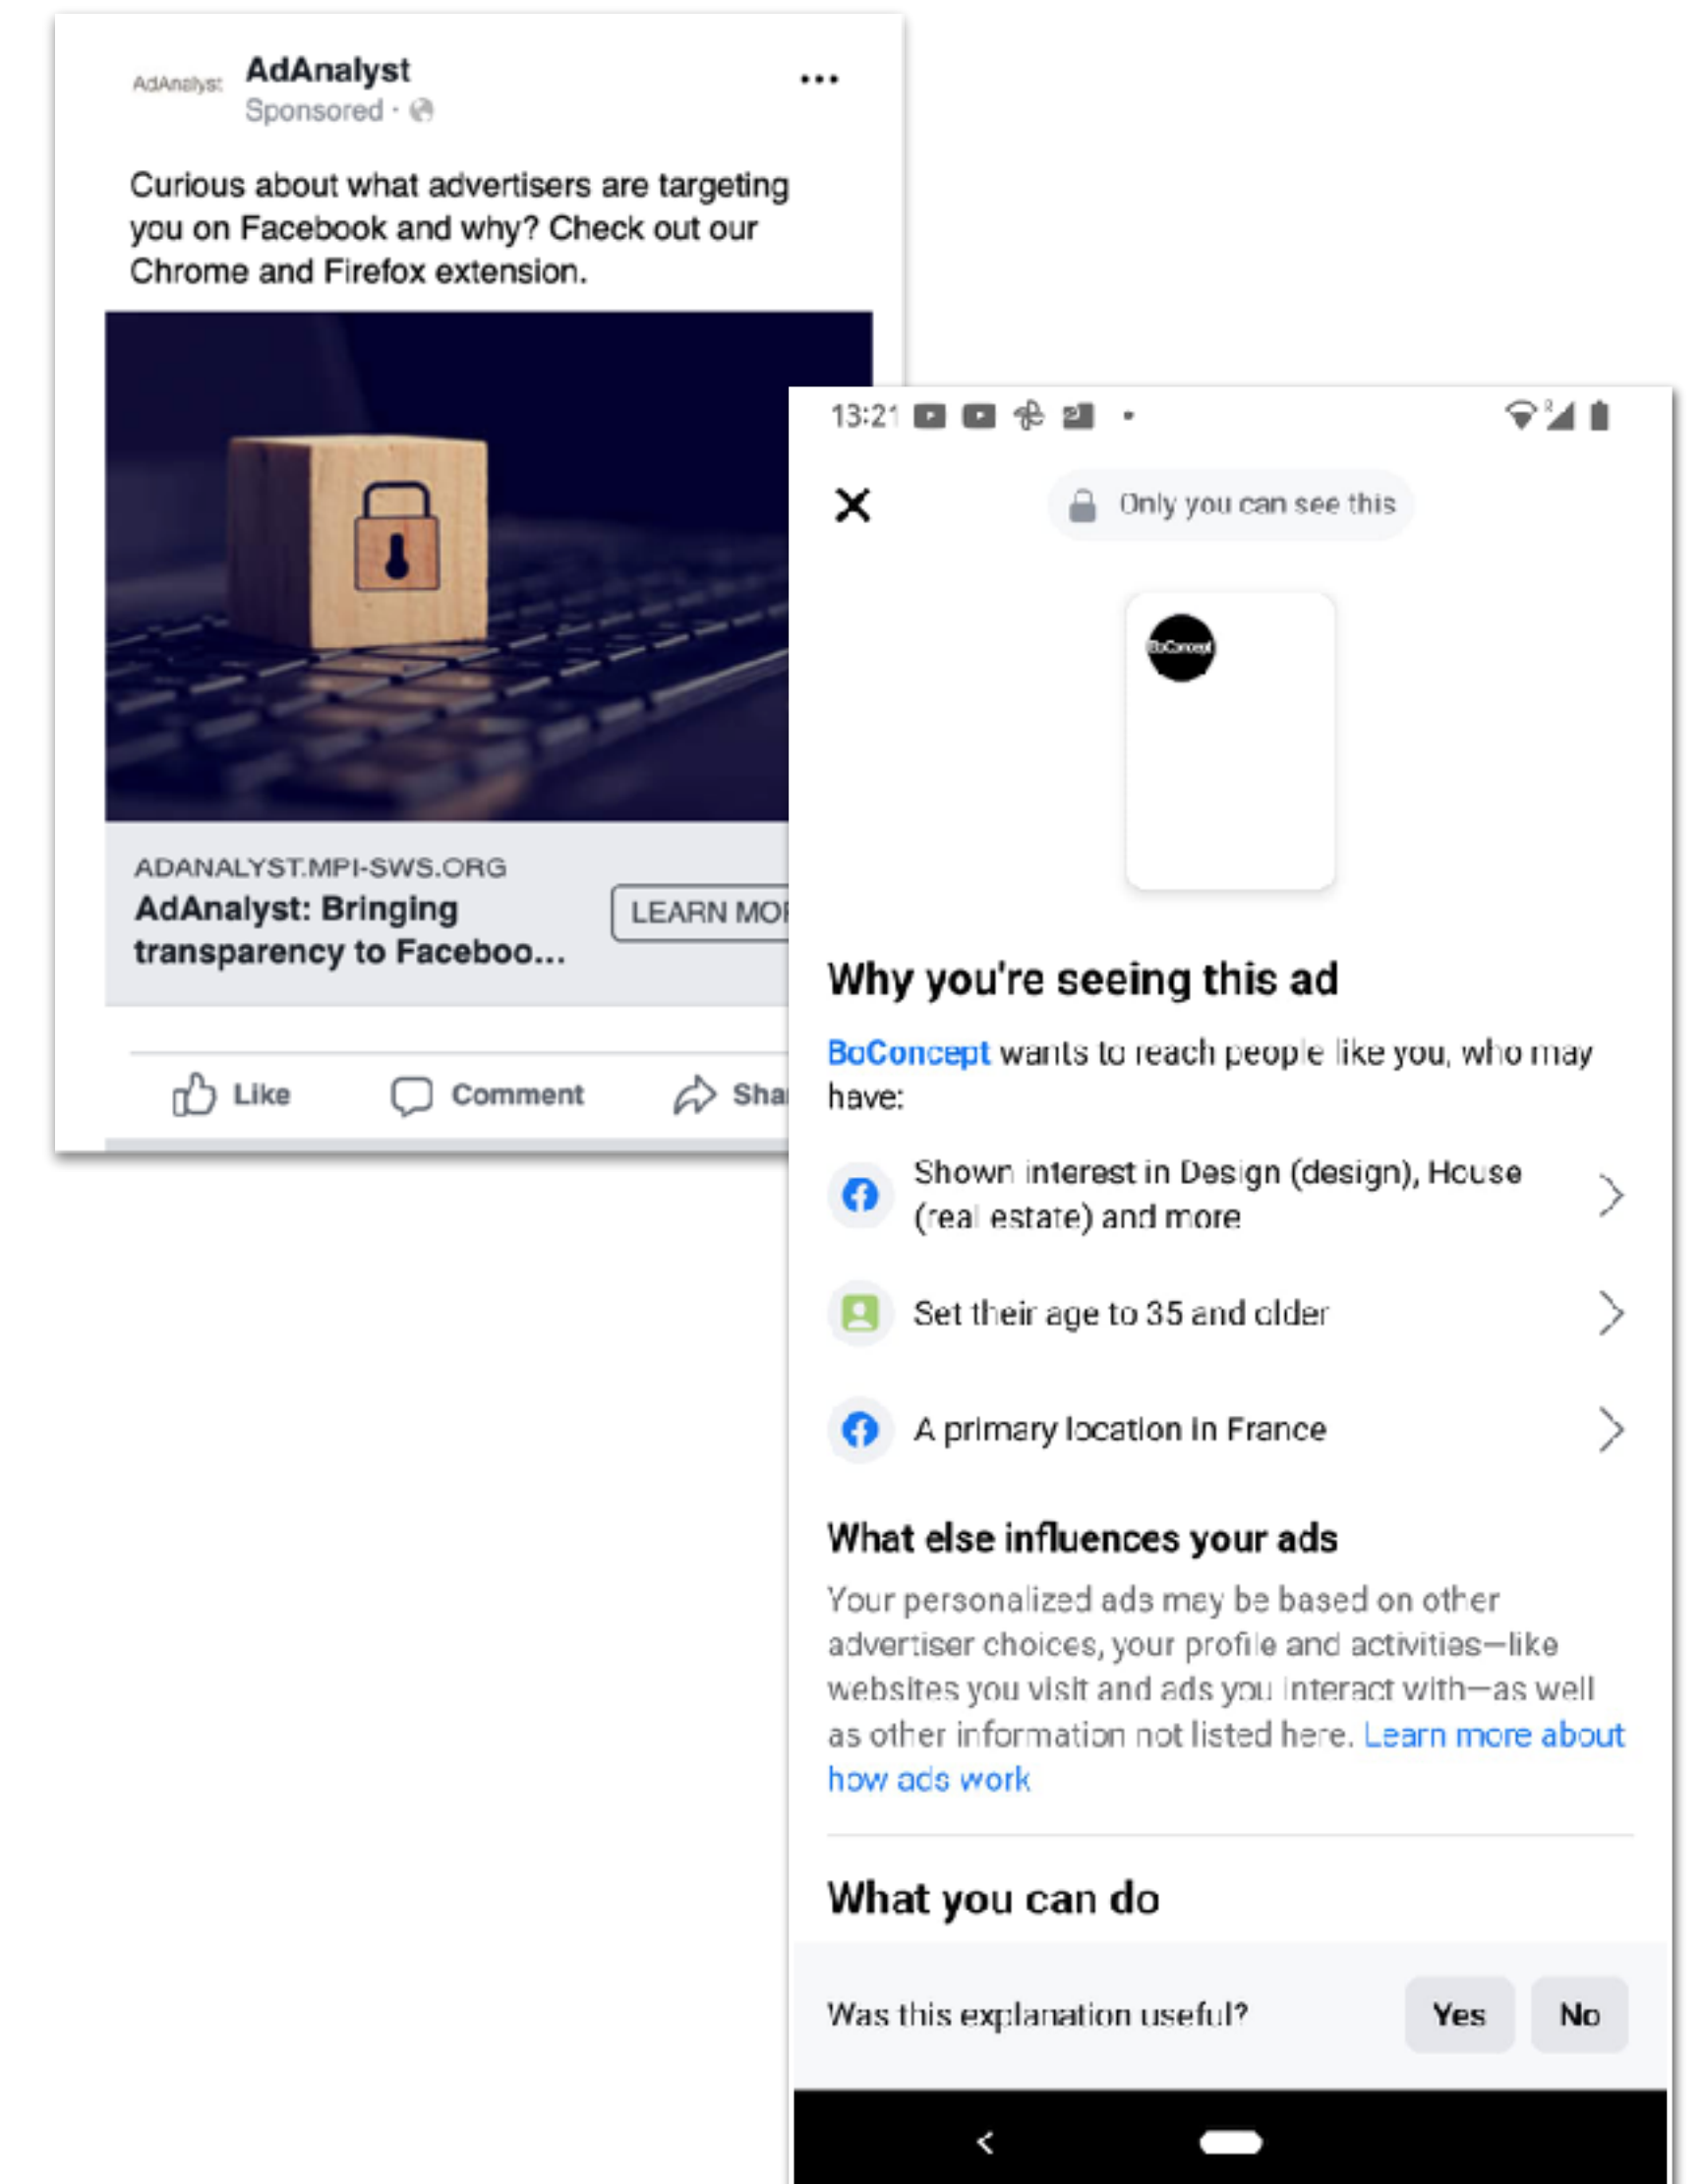 AdAnalyst
AdAnalyst
Sponsored ·
Curious about what advertisers are targeting
you on Facebook and why? Check out our
Chrome and Firefox extension.
ADANALYST.MPI-SWS.ORG
AdAnalyst: Bringing
transparency to Faceboo...
LEARN MOR
Like
Comment
Sha
13:21
Only you can see this
BoConcept
Why you're seeing this ad
BoConcept wants to reach people like you, who may
have:
Shown interest in Design (design), House
(real estate) and more
Set their age to 35 and older
A primary location in France
What else influences your ads
Your personalized ads may be based on other
advertiser choices, your profile and activities—like
websites you visit and ads you interact with—as well
as other information not listed here. Learn more about
how ads work
What you can do
Was this explanation useful?
Yes
No